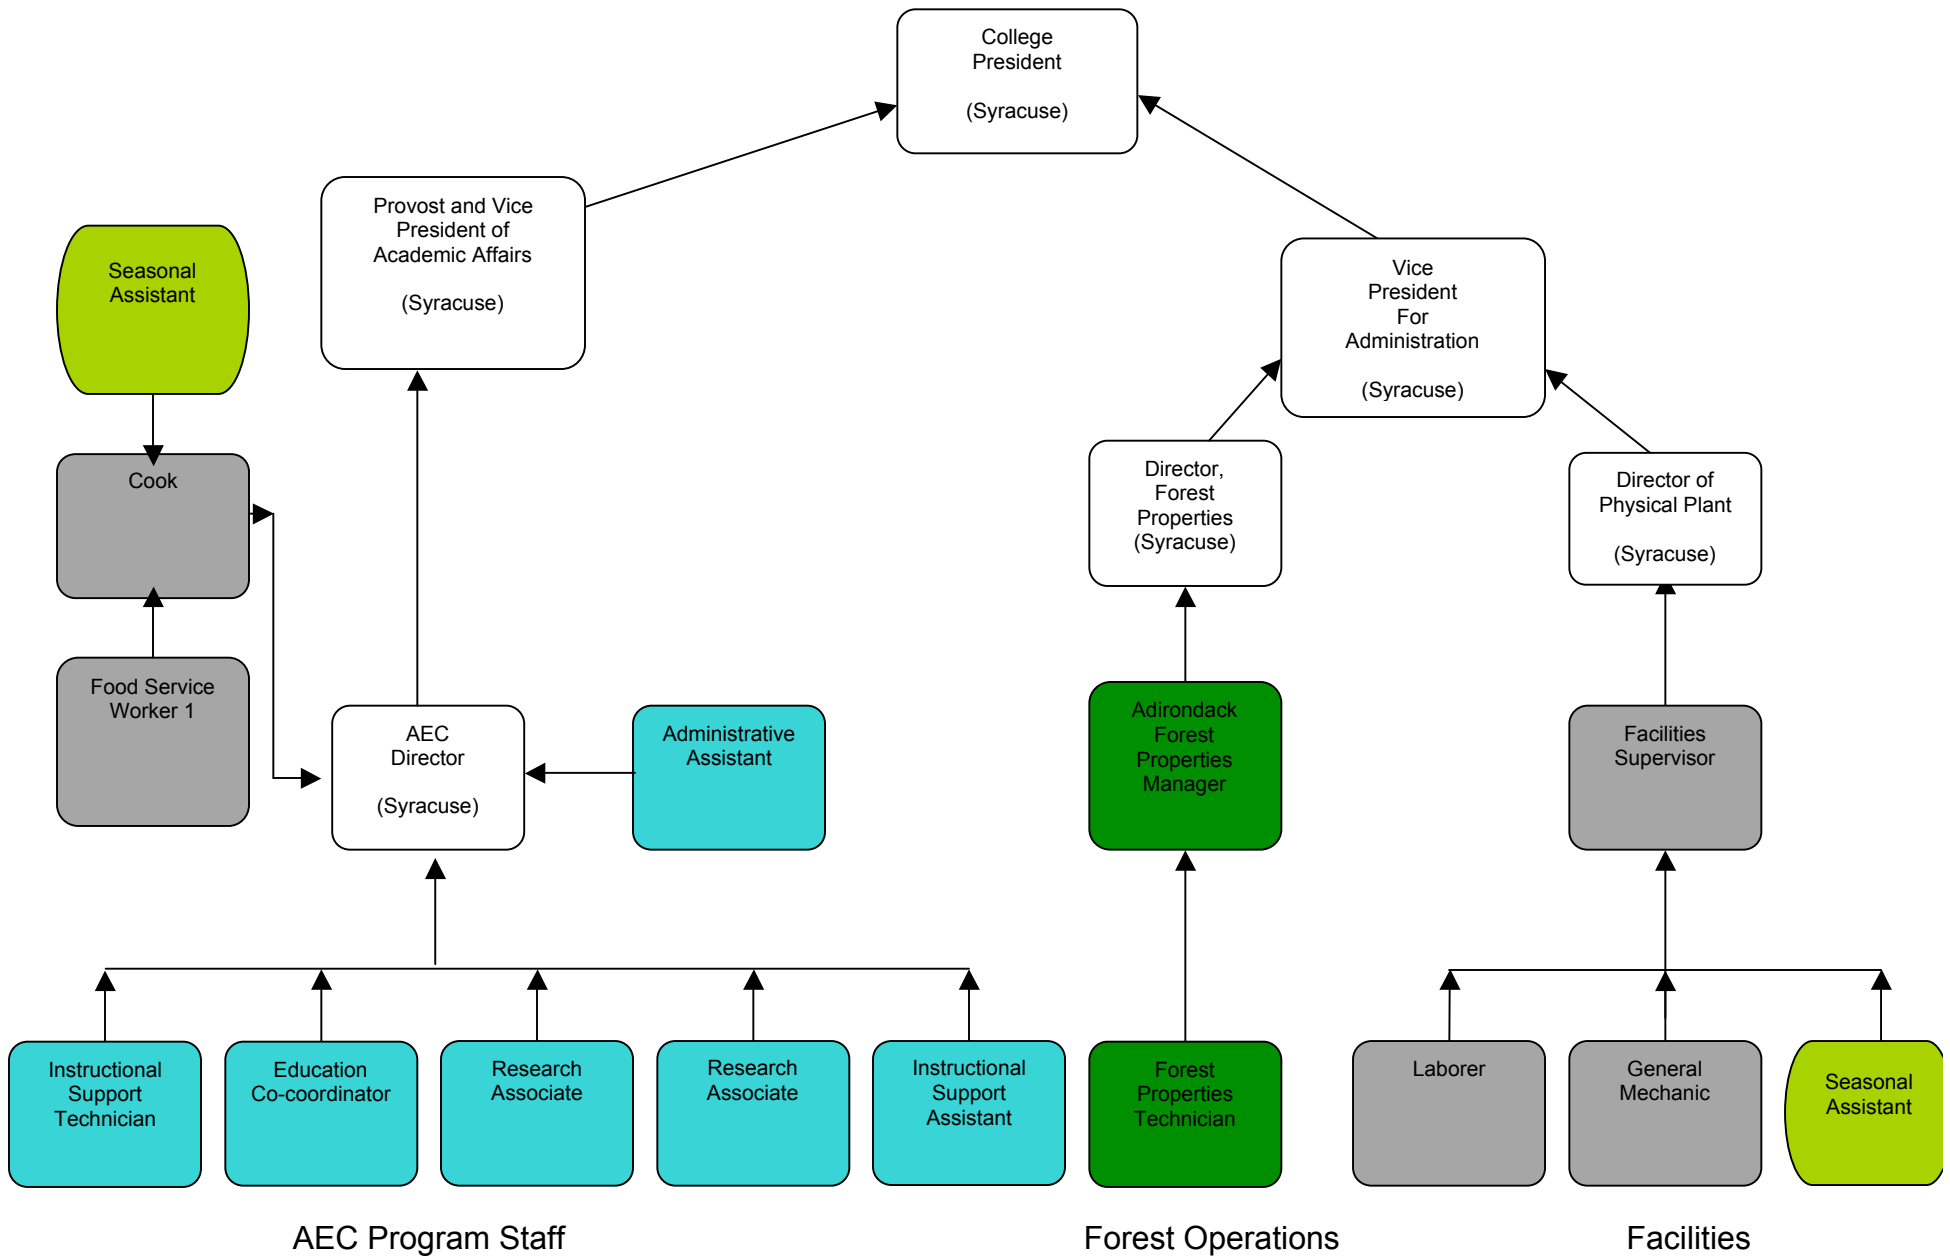 College
President
(Syracuse)
Provost and Vice
President of
Academic Affairs
(Syracuse)
Seasonal
Assistant
Vice
President
For
Administration
(Syracuse)
Cook
Director,
Forest
Properties
(Syracuse)
Director of
Physical Plant
(Syracuse)
Food Service
Worker 1
AEC
Director
(Syracuse)
Administrative
Assistant
Adirondack
Forest
Properties
Manager
Facilities
Supervisor
Instructional
Support
Technician
Education
Co-coordinator
Research
Associate
Research
Associate
Instructional
Support
Assistant
Forest
Properties
Technician
Laborer
General
Mechanic
Seasonal
Assistant
AEC Program Staff
Forest Operations
Facilities